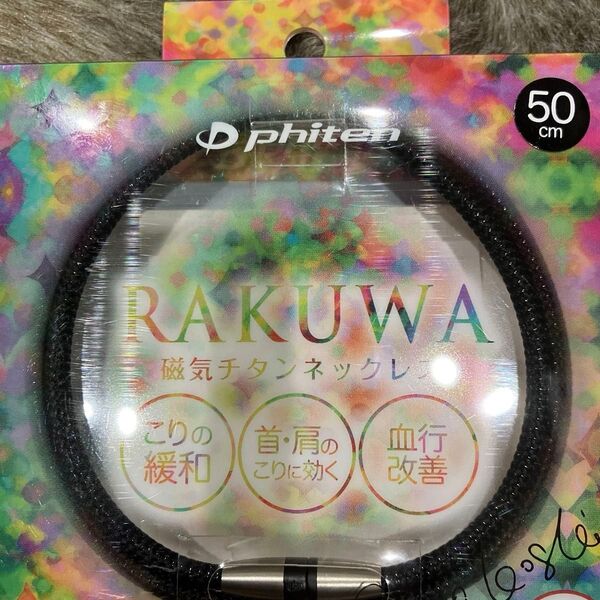 phiten
50
cm
RAKUWA
磁気チタンネックレス
こりの
緩和
首・肩の
こりに効く
血行
改善